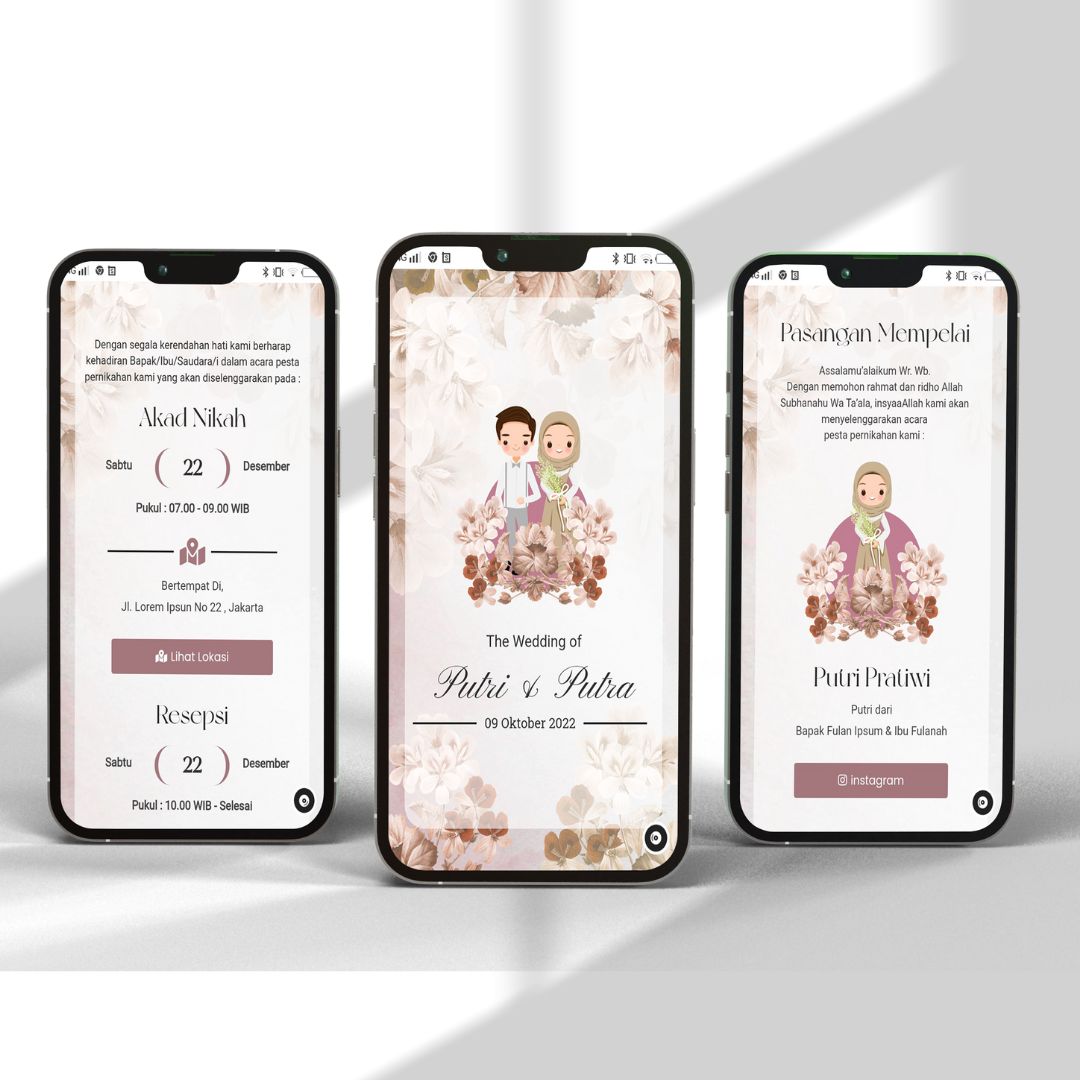 Dengan segala kerendahan hati kami berharap
kehadiran Bapak/Ibu/Saudara/i dalam acara pesta
pernikahan kami yang akan diselenggarakan pada :
Akad Nikah
Sabtu ( 22 ) Desember
Pukul : 07.00 - 09.00 WIB
Bertempat Di,
Jl. Lorem Ipsun No 22 , Jakarta
Lihat Lokasi
Resepsi
Sabtu ( 22 ) Desember
Pukul : 10.00 WIB - Selesai
The Wedding of
Putri & Putra
09 Oktober 2022
Pasangan Mempelai
Assalamu'alaikum Wr. Wb.
Dengan memohon rahmat dan ridho Allah
Subhanahu Wa Ta'ala, insyaaAllah kami akan
menyelenggarakan acara
pesta pernikahan kami :
Putri Pratiwi
Putri dari
Bapak Fulan Ipsum & Ibu Fulanah
instagram